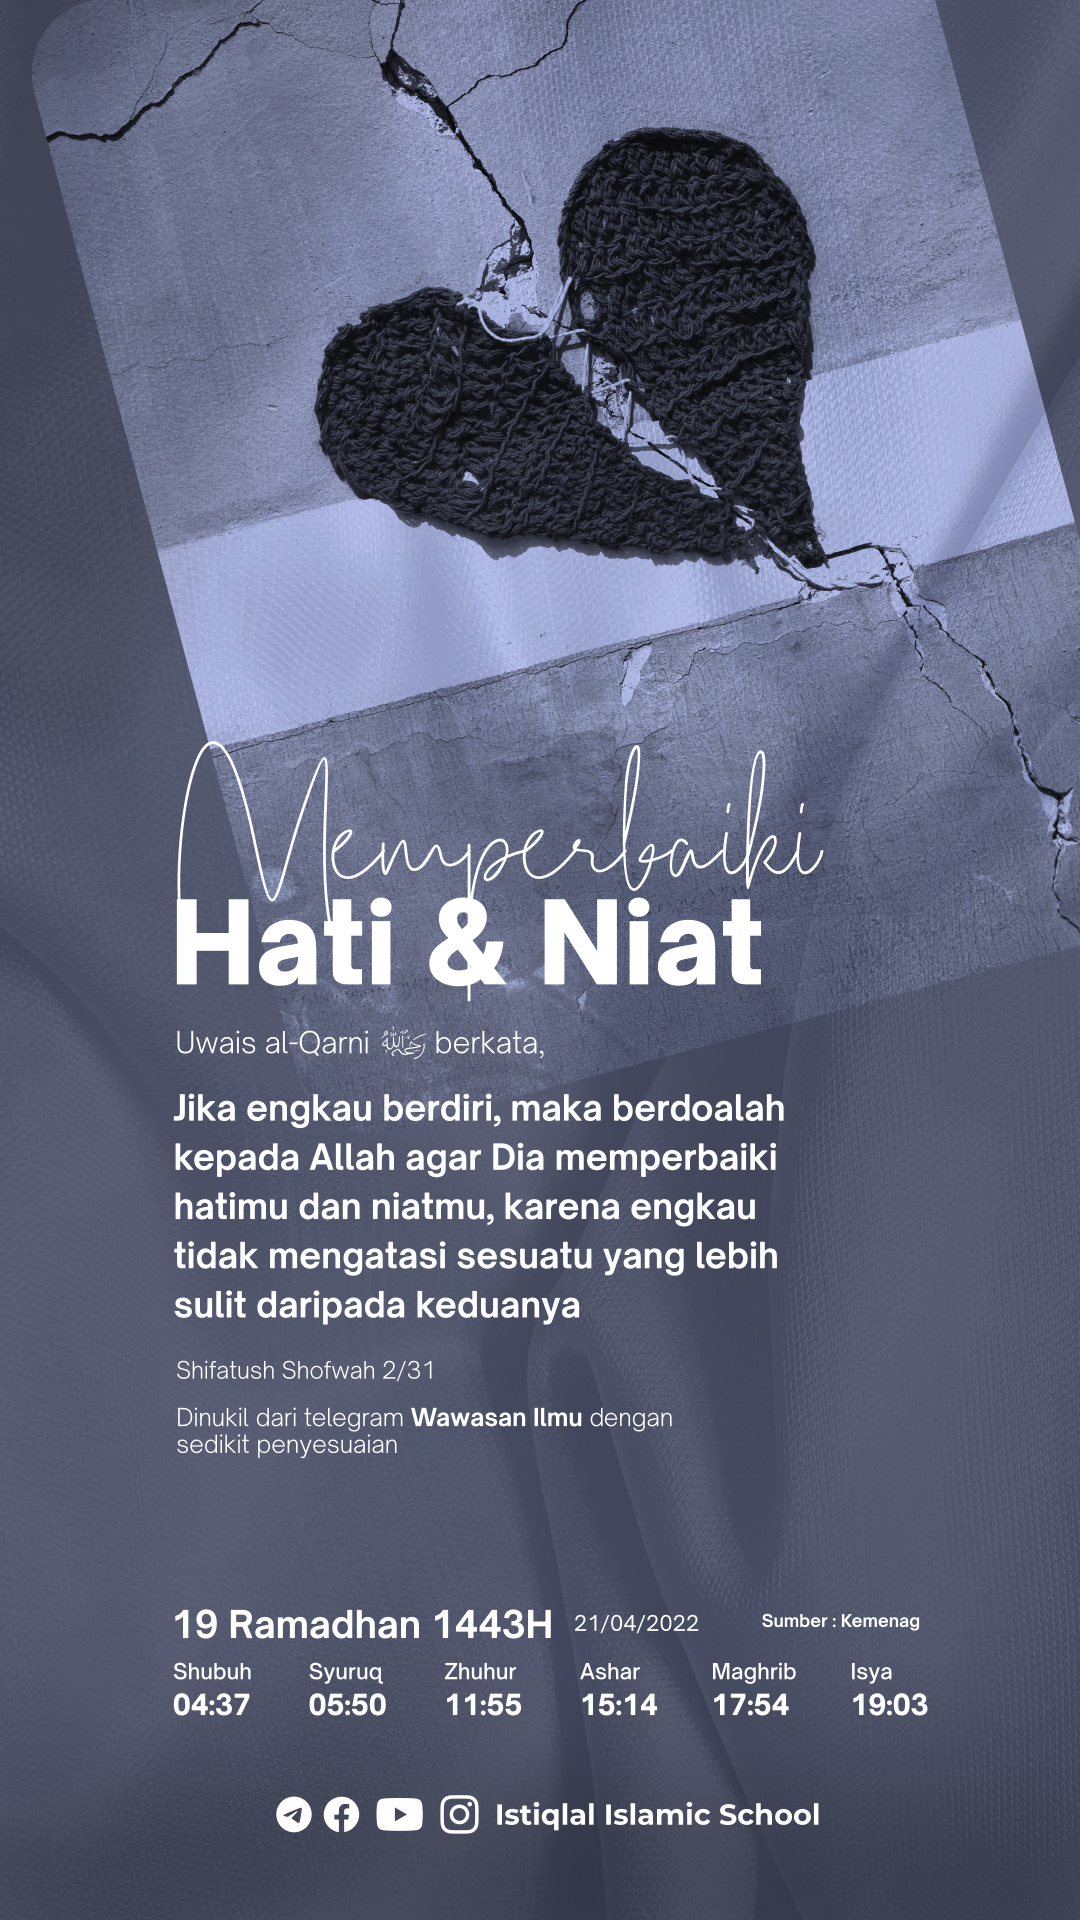 Memperbaiki
Hati & Niat
Uwais al-Qarni رحمه الله berkata,
Jika engkau berdiri, maka berdoalah
kepada Allah agar Dia memperbaiki
hatimu dan niatmu, karena engkau
tidak mengatasi sesuatu yang lebih
sulit daripada keduanya
Shifatush Shofwah 2/31
Dinukil dari telegram Wawasan Ilmu dengan
sedikit penyesuaian
19 Ramadhan 1443H 21/04/2022 Sumber : Kemenag
Shubuh Syuruq Zhuhur Ashar Maghrib Isya
04:37 05:50 11:55 15:14 17:54 19:03
Istiqlal Islamic School